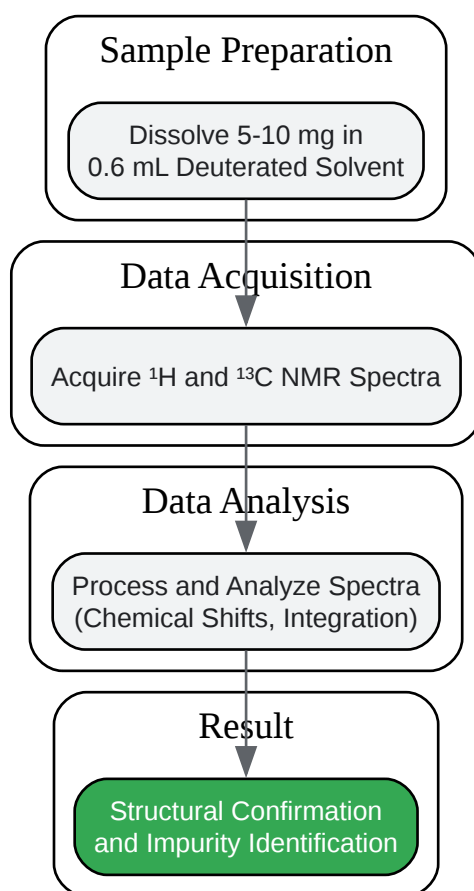 Sample Preparation
Dissolve 5-10 mg in
0.6 mL Deuterated Solvent
Data Acquisition
Acquire ¹H and ¹³C NMR Spectra
Data Analysis
Process and Analyze Spectra
(Chemical Shifts, Integration)
Result
Structural Confirmation
and Impurity Identification